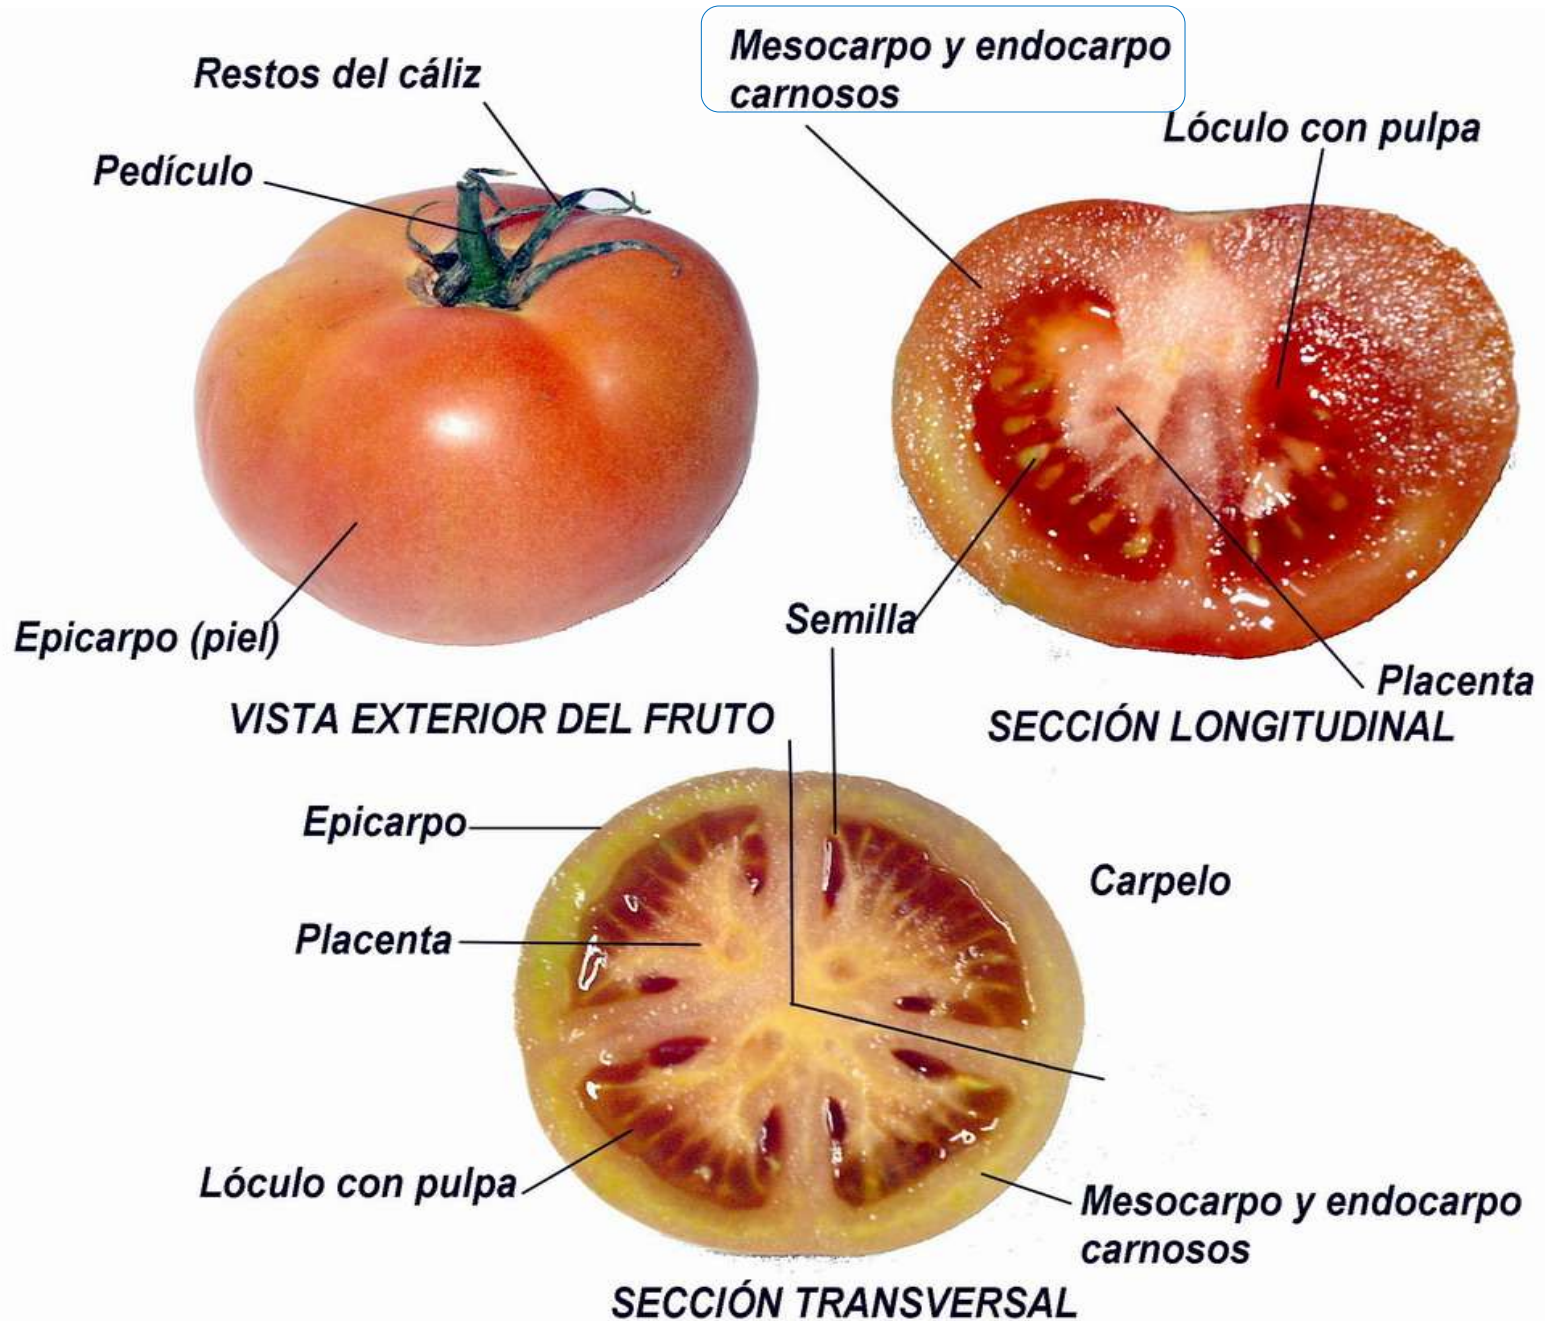 Restos del cáliz
Mesocarpo y endocarpo
carnosos
Lóculo con pulpa
Pedículo
Semilla
Epicarpo (piel)
Placenta
VISTA EXTERIOR DEL FRUTO
SECCIÓN LONGITUDINAL
Epicarpo
Carpelo
Placenta
Lóculo con pulpa
Mesocarpo y endocarpo
carnosos
SECCIÓN TRANSVERSAL